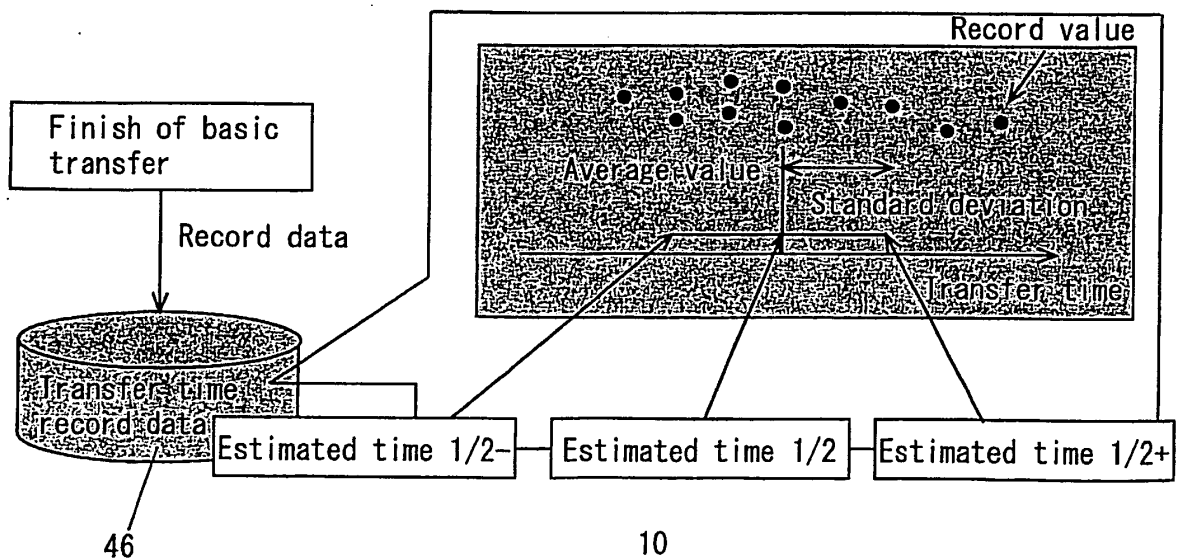 Record value
Finish of basic
transfer
Average value
Standard deviation
Record data
Transfer time
Transfer time
record data
Estimated time 1/2-
Estimated time 1/2
Estimated time 1/2+
46
10